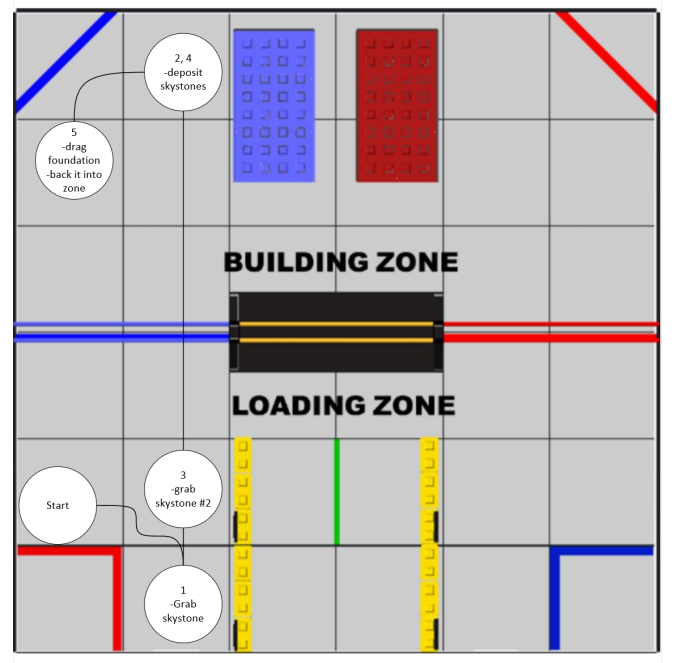 2, 4
-deposit
skystones
5
-drag
foundation
-back it into
zone
BUILDING ZONE
LOADING ZONE
3
-grab
skystone #2
Start
1
-Grab
skystone